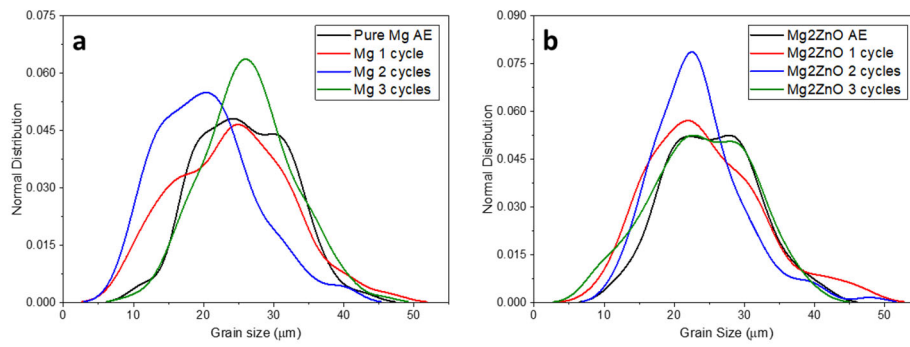 a
Pure Mg AE
Mg 1 cycle
Mg 2 cycles
Mg 3 cycles
0.075
0.060
0.045
0.030
0.015
0.000
Normal Disrtibution
0 10 20 30 40 50
Grain size (μm)
b
Mg2ZnO AE
Mg2ZnO 1 cycle
Mg2ZnO 2 cycles
Mg2ZnO 3 cycles
0.090
0.075
0.060
0.045
0.030
0.015
0.000
Normal Distribution
0 10 20 30 40 50
Grain Size (μm)